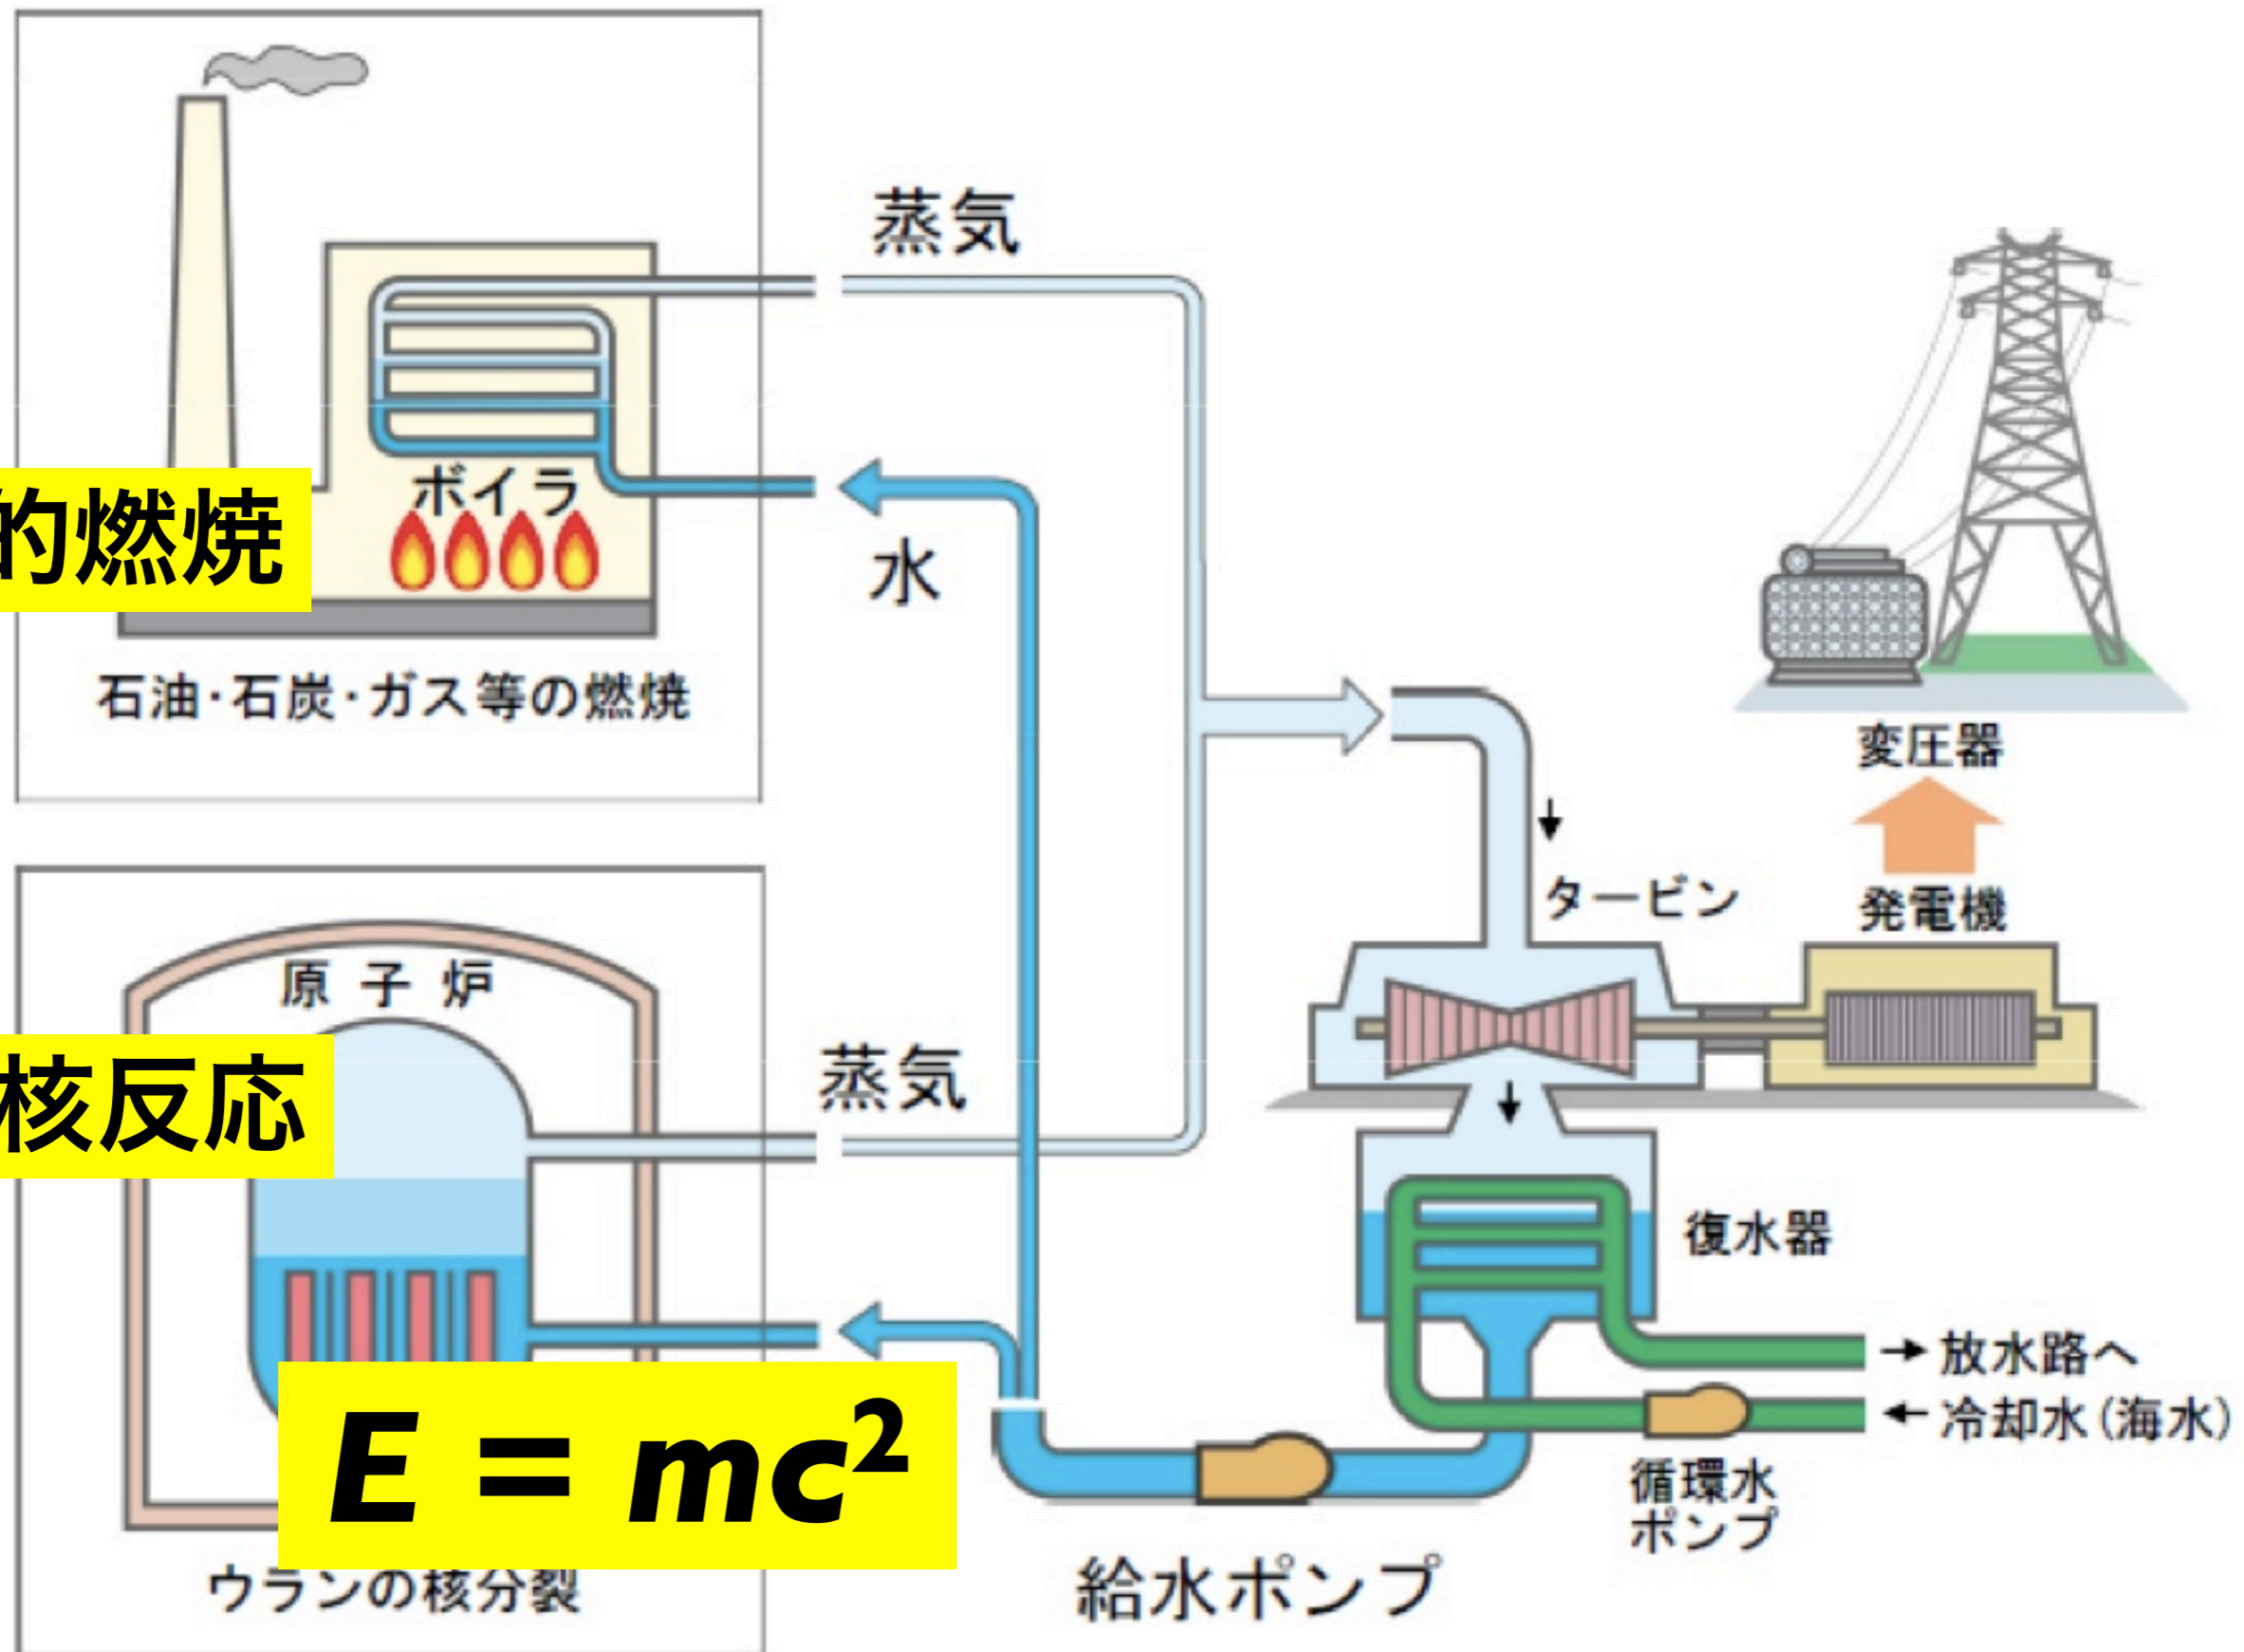 蒸気
ボイラ
的燃焼
水
石油・石炭・ガス等の燃焼
変圧器
タービン
発電機
原子炉
核反応
蒸気
復水器
→放水路へ
←冷却水(海水)
循環水
ポンプ
E = mc²
ウランの核分裂
給水ポンプ